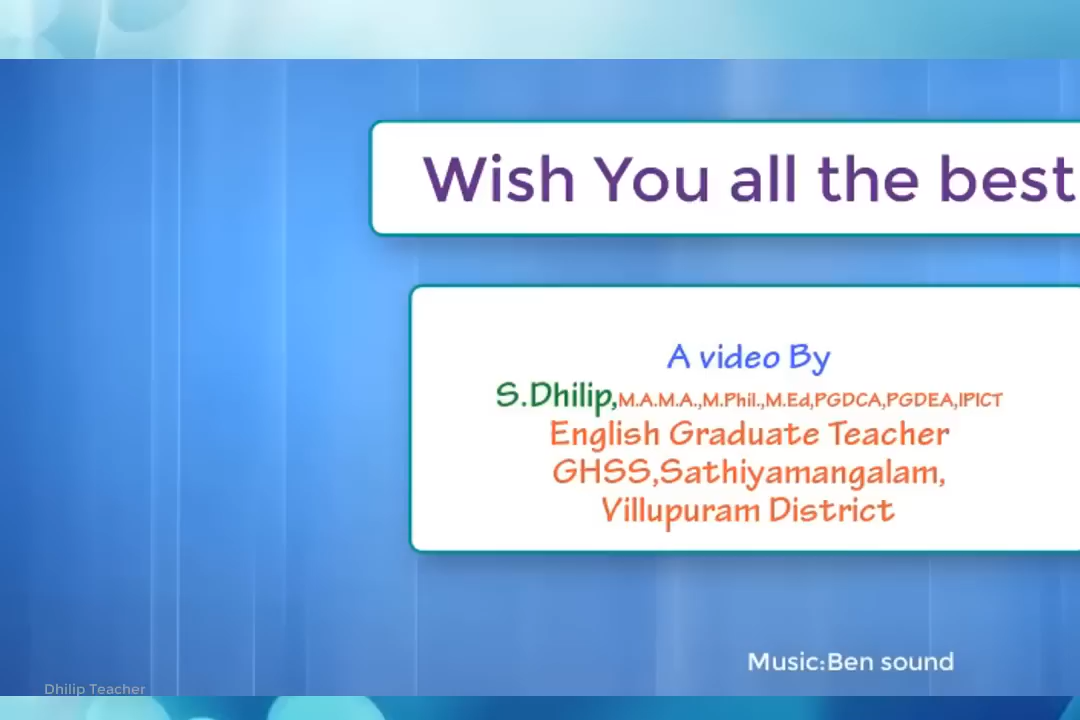 Wish You all the best
A video By
S.Dhilip,M.A.M.A.,M.Phil.,M.Ed,PGDCA,PGDEA,IPICT
English Graduate Teacher
GHSS,Sathiyamangalam,
Villupuram District
Music:Ben sound
Dhilip Teacher